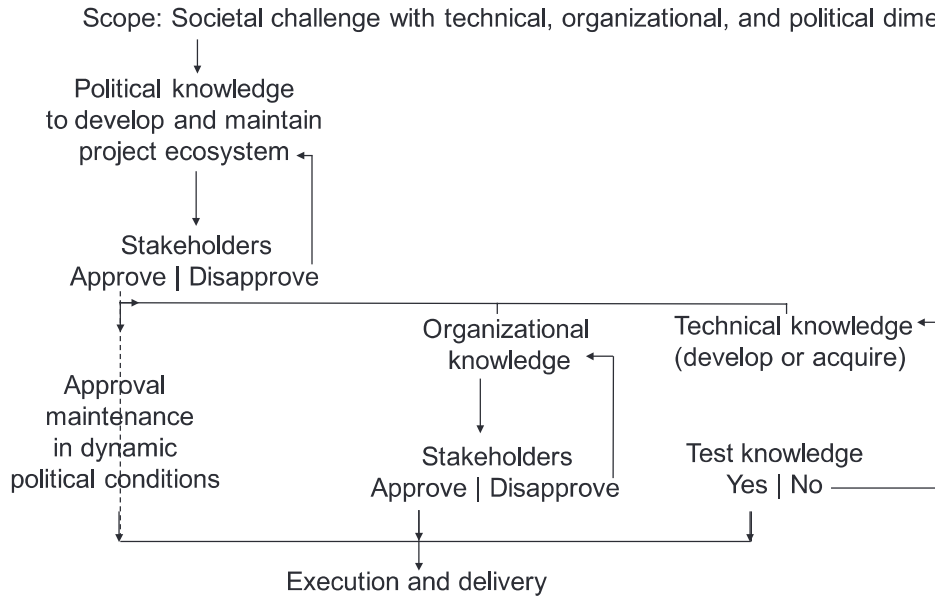 Scope: Societal challenge with technical, organizational, and political dime
Political knowledge
to develop and maintain
project ecosystem
Stakeholders
Approve | Disapprove
Organizational
knowledge
Technical knowledge
(develop or acquire)
Approval
maintenance
in dynamic
political conditions
Stakeholders
Approve | Disapprove
Test knowledge
Yes | No
Execution and delivery